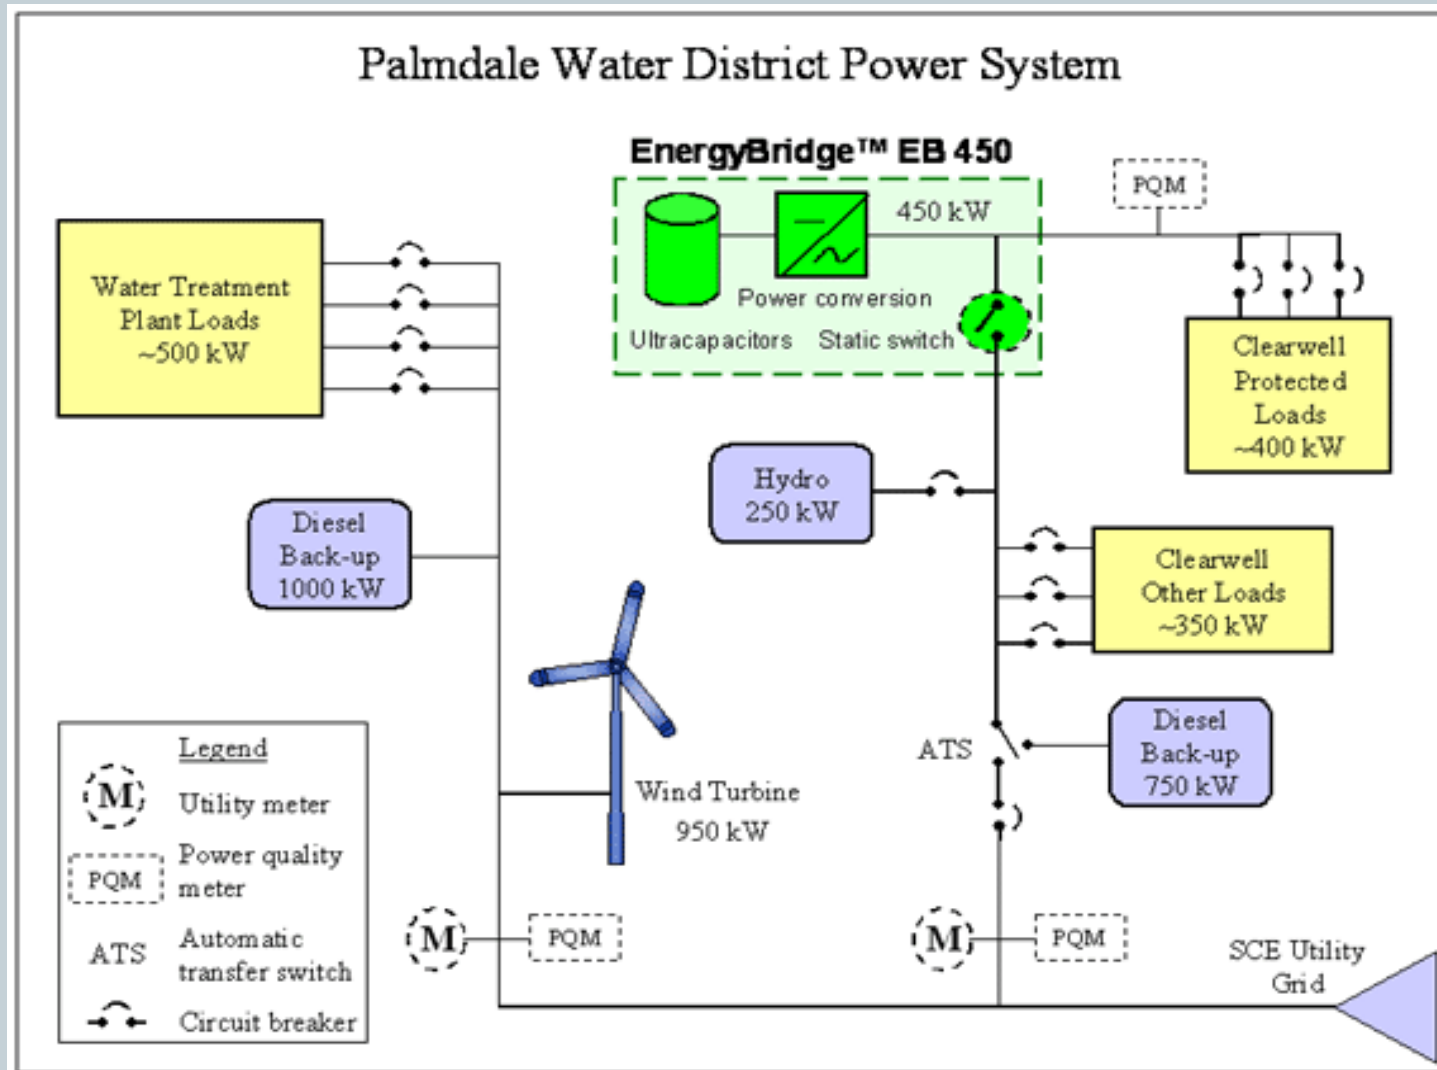 Palmdale Water District Power System
EnergyBridge™ EB 450
PQM
450 kW
Power conversion
Ultracapacitors
Static switch
Water Treatment
Plant Loads
~500 kW
Clearwell
Protected
Loads
~400 kW
Hydro
250 kW
Diesel
Back-up
1000 kW
Clearwell
Other Loads
~350 kW
Diesel
Back-up
750 kW
ATS
Wind Turbine
950 kW
Legend
M
Utility meter
PQM
Power quality
meter
ATS
Automatic
transfer switch
Circuit breaker
M
PQM
M
PQM
SCE Utility
Grid